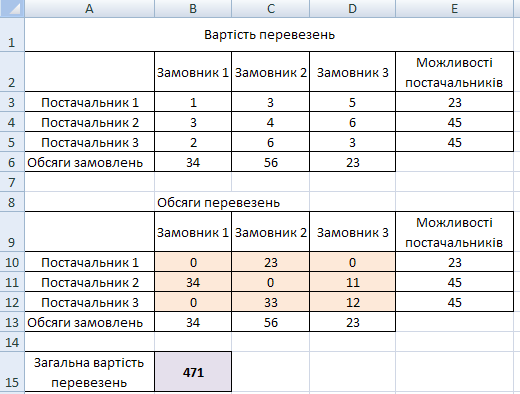 A B C D E
1 Вартість перевезень
2 Замовник 1 Замовник 2 Замовник 3 Можливості
постачальників
3 Постачальник 1 1 3 5 23
4 Постачальник 2 3 4 6 45
5 Постачальник 3 2 6 3 45
6 Обсяги замовлень 34 56 23
7
8 Обсяги перевезень
9 Замовник 1 Замовник 2 Замовник 3 Можливості
постачальників
10 Постачальник 1 0 23 0 23
11 Постачальник 2 34 0 11 45
12 Постачальник 3 0 33 12 45
13 Обсяги замовлень 34 56 23
14
15 Загальна вартість
перевезень 471